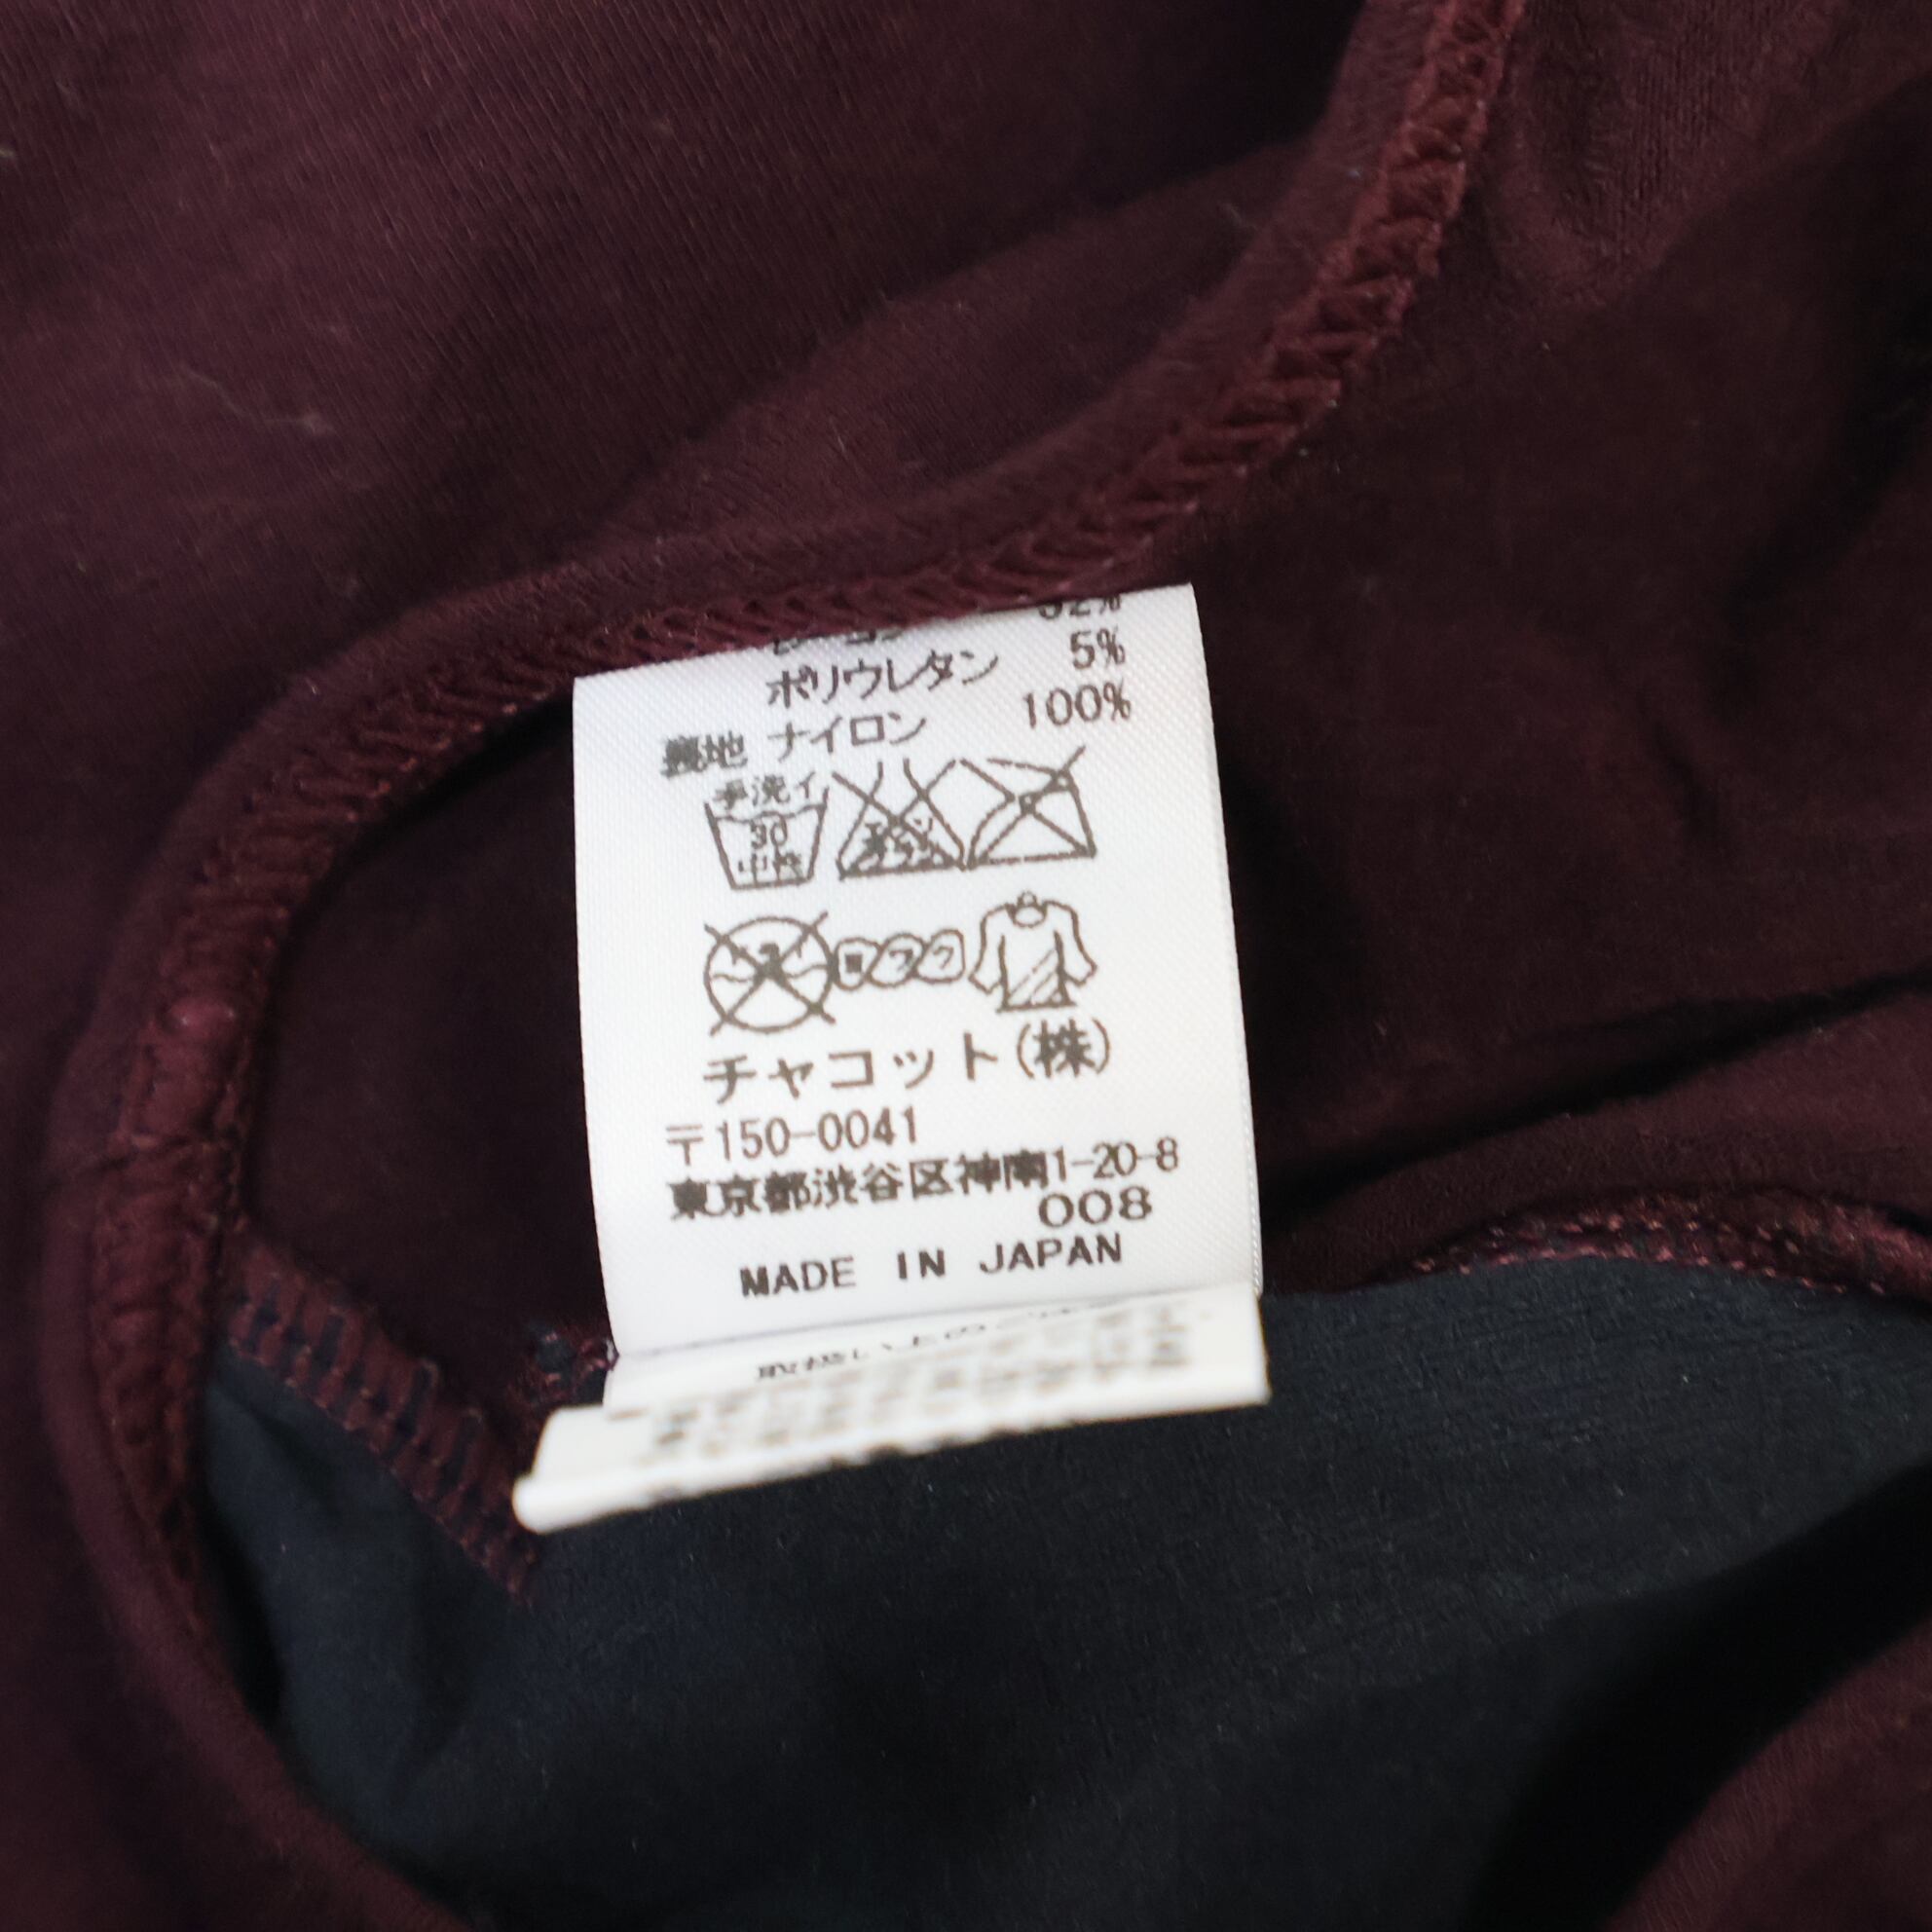 ポリウレタン 5%
裏地 ナイロン 100%
手洗イ
30
中性
チャコット(株)
〒150-0041
東京都渋谷区神南1-20-8
008
MADE IN JAPAN